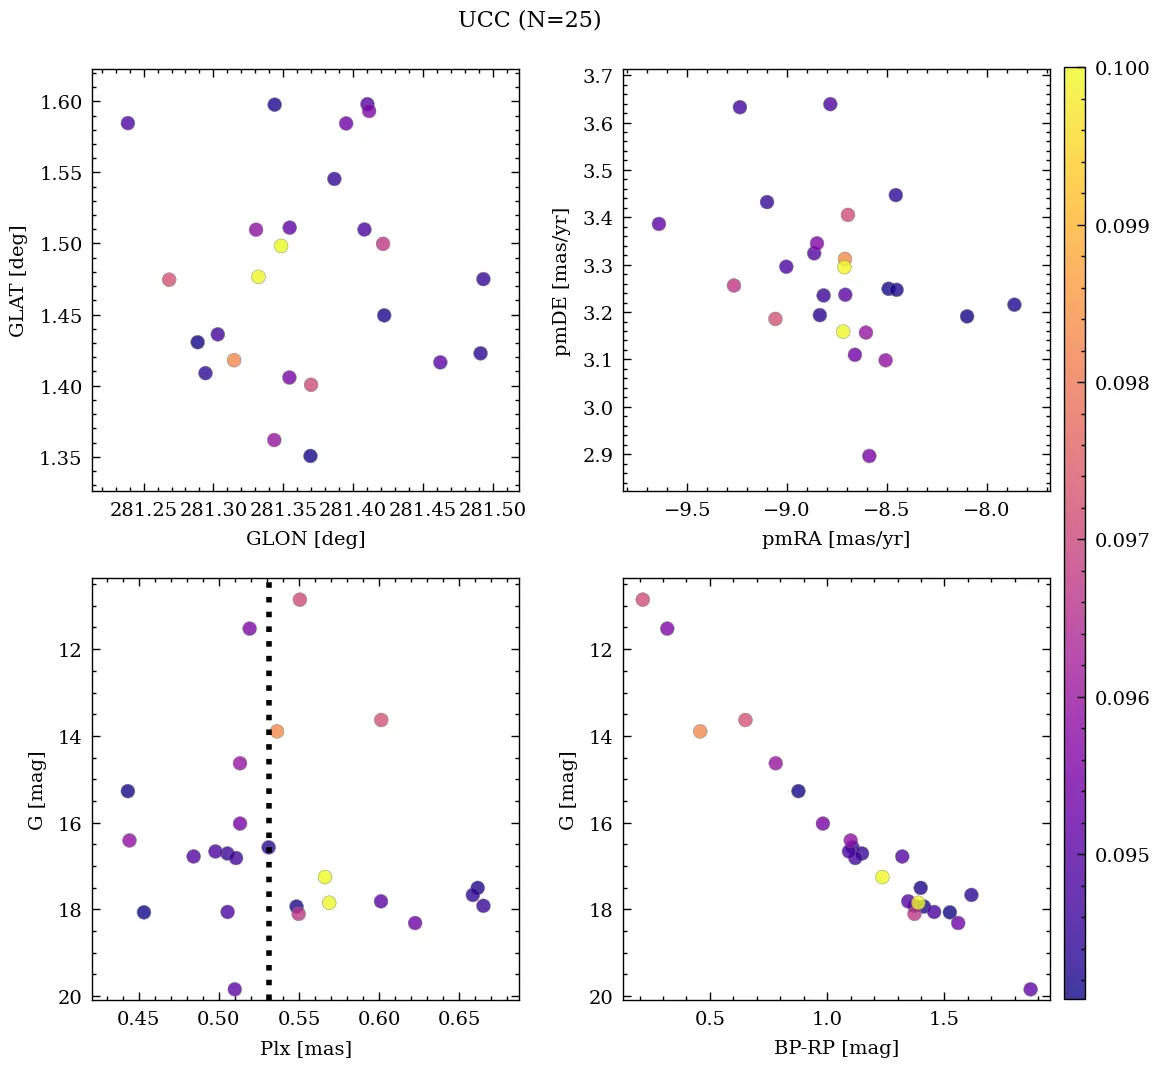 UCC (N=25)
1.60
1.55
1.50
1.45
1.40
1.35
GLAT [deg]
281.25 281.30 281.35 281.40 281.45 281.50
GLON [deg]
3.7
3.6
3.5
3.4
3.3
3.2
3.1
3.0
2.9
pmDE [mas/yr]
−9.5 −9.0 −8.5 −8.0
pmRA [mas/yr]
12
14
16
18
20
G [mag]
0.45 0.50 0.55 0.60 0.65
Plx [mas]
12
14
16
18
20
G [mag]
0.5 1.0 1.5
BP-RP [mag]
0.100
0.099
0.098
0.097
0.096
0.095